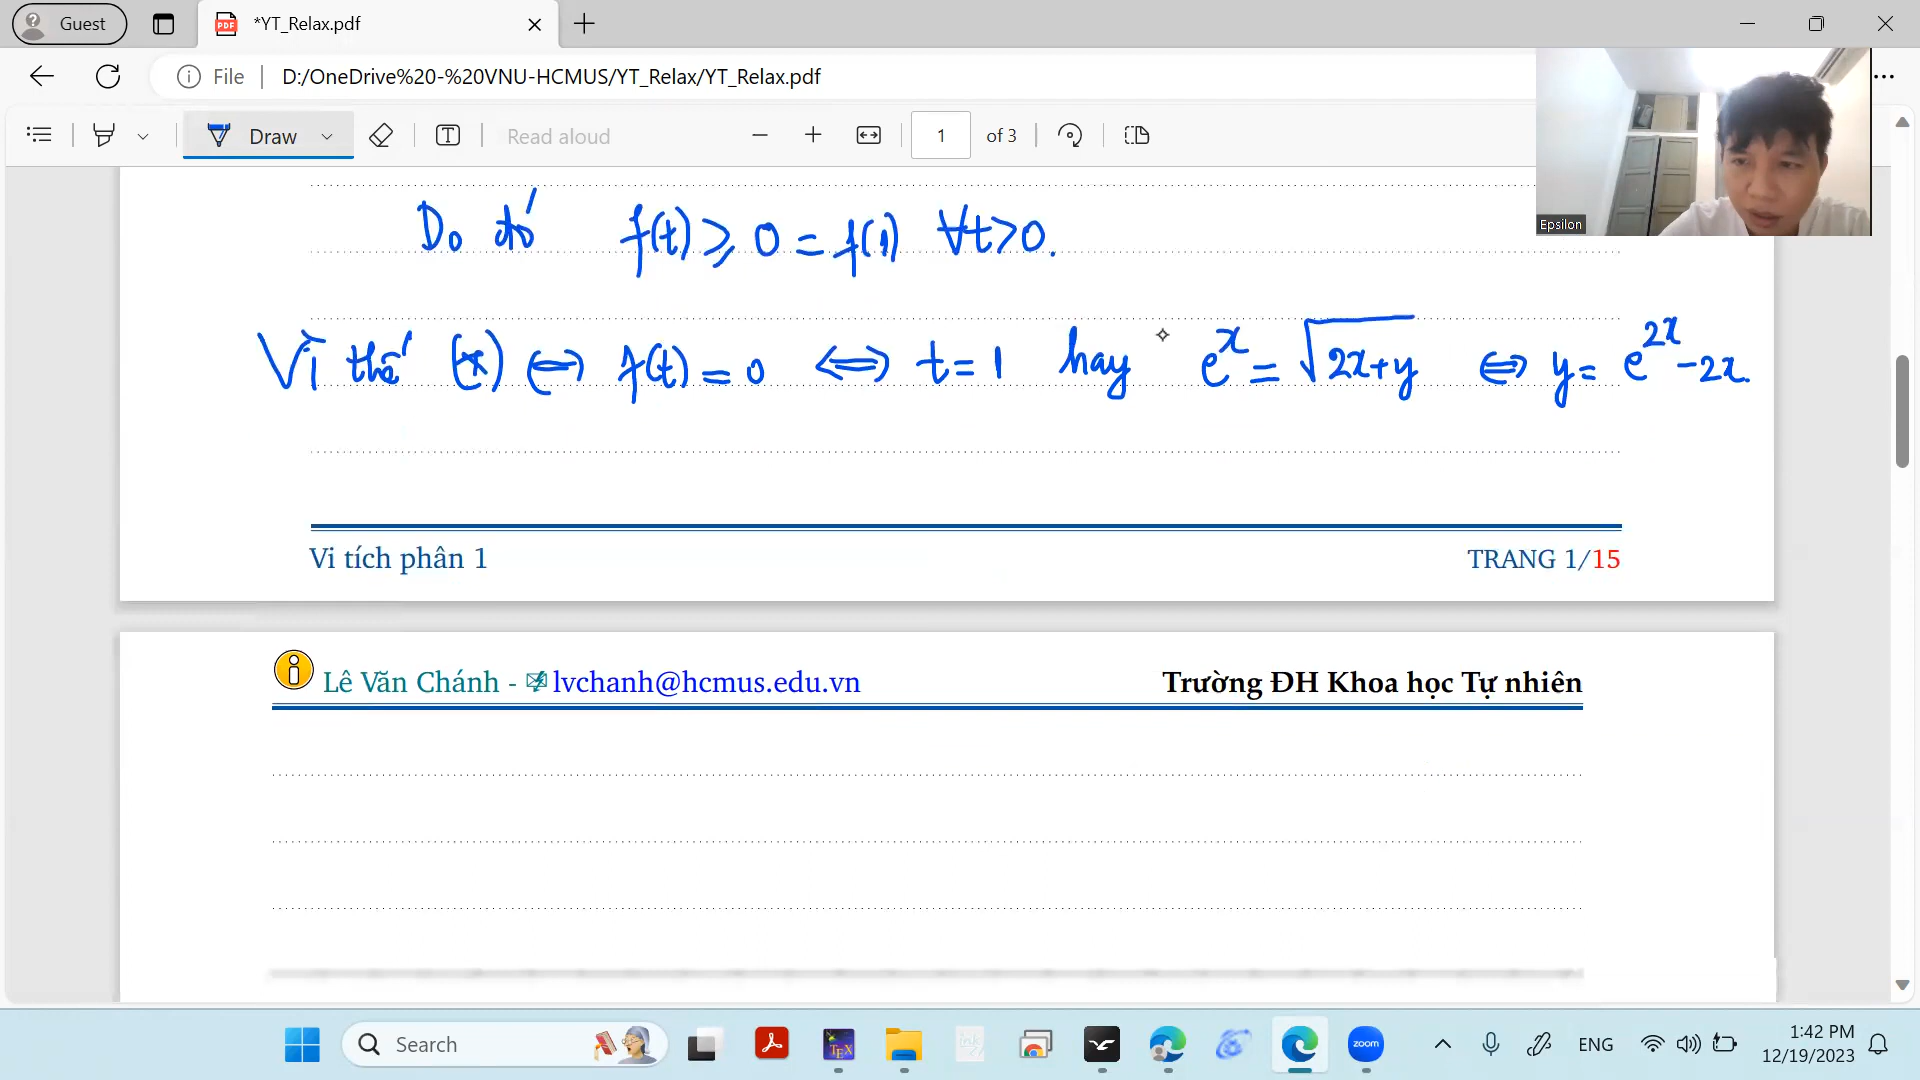 Guest
*YT_Relax.pdf
File
D:/OneDrive%20-%20VNU-HCMUS/YT_Relax/YT_Relax.pdf
Draw
Read aloud
1 of 3
Epsilon
Do đó f(t) ⩾ 0 = f(1) ∀t>0.
Vì thế (*) ⇔ f(t) = 0 ⇔ t = 1 hay e^x = √(2x+y) ⇔ y = e^{2x} - 2x.
Vi tích phân 1
TRANG 1/15
Lê Văn Chánh - lvchanh@hcmus.edu.vn
Trường ĐH Khoa học Tự nhiên
Search
TEX
ink
zoom
ENG
1:42 PM
12/19/2023